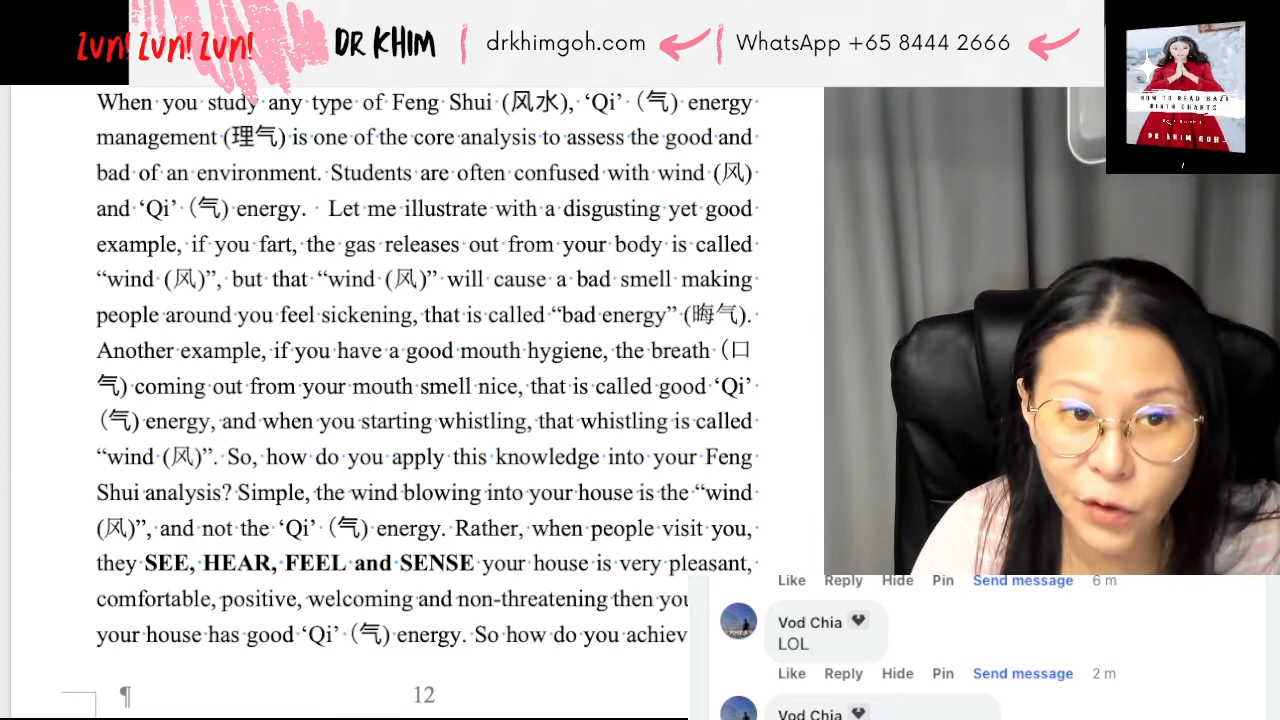 zun! zun! zun!
DR KHIM
drkhimgoh.com
WhatsApp +65 8444 2666
HOW TO READ BAZI
BIRTH CHARTS
DR KHIM GOH
When you study any type of Feng Shui (风水), ‘Qi’ (气) energy
management (理气) is one of the core analysis to assess the good and
bad of an environment. Students are often confused with wind (风)
and ‘Qi’ (气) energy. Let me illustrate with a disgusting yet good
example, if you fart, the gas releases out from your body is called
“wind (风)”, but that “wind (风)” will cause a bad smell making
people around you feel sickening, that is called “bad energy” (晦气).
Another example, if you have a good mouth hygiene, the breath (口
气) coming out from your mouth smell nice, that is called good ‘Qi’
(气) energy, and when you starting whistling, that whistling is called
“wind (风)”. So, how do you apply this knowledge into your Feng
Shui analysis? Simple, the wind blowing into your house is the “wind
(风)”, and not the ‘Qi’ (气) energy. Rather, when people visit you,
they SEE, HEAR, FEEL and SENSE your house is very pleasant,
comfortable, positive, welcoming and non-threatening then you
your house has good ‘Qi’ (气) energy. So how do you achiev
¶
12
Like Reply Hide Pin Send message 6 m
Vod Chia
LOL
Like Reply Hide Pin Send message 2 m
Vod Chia